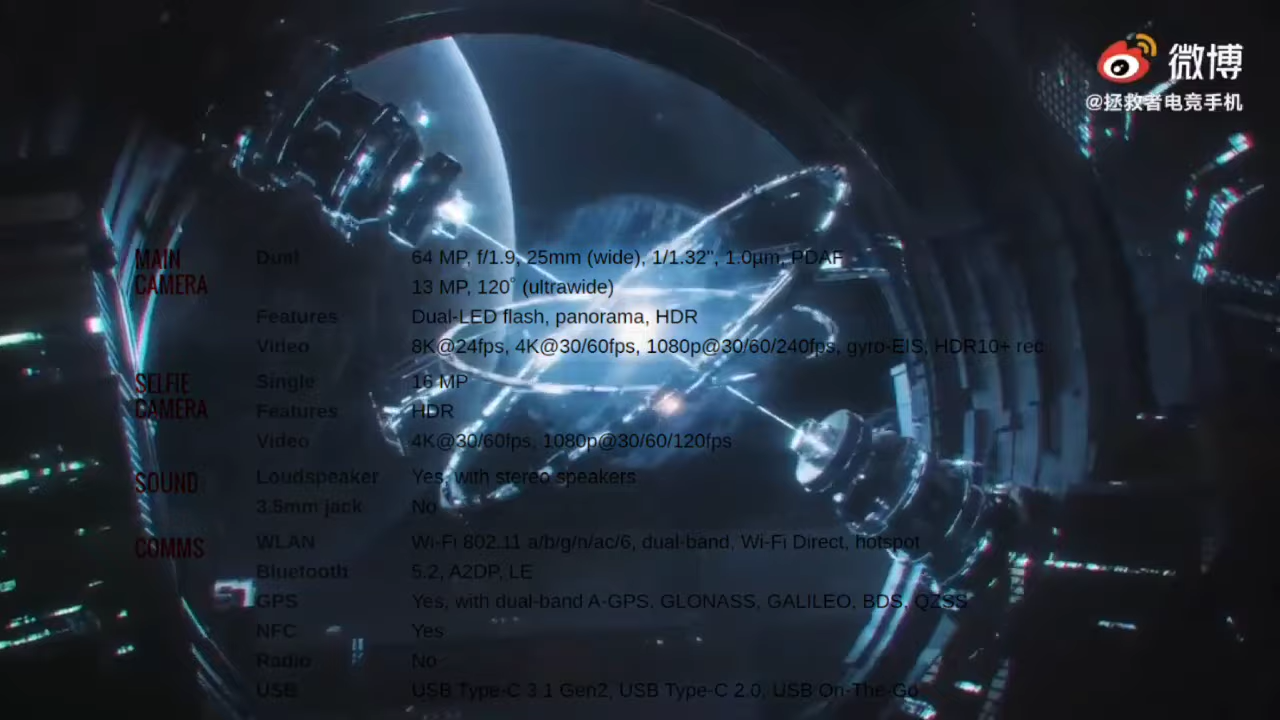 微博
@拯救者电竞手机
MAIN CAMERA Dual 64 MP, f/1.9, 25mm (wide), 1/1.32", 1.0µm, PDAF
13 MP, 120˚ (ultrawide)
Features Dual-LED flash, panorama, HDR
Video 8K@24fps, 4K@30/60fps, 1080p@30/60/240fps, gyro-EIS, HDR10+ rec
SELFIE CAMERA Single 16 MP
Features HDR
Video 4K@30/60fps, 1080p@30/60/120fps
SOUND Loudspeaker Yes, with stereo speakers
3.5mm jack No
COMMS WLAN Wi-Fi 802.11 a/b/g/n/ac/6, dual-band, Wi-Fi Direct, hotspot
Bluetooth 5.2, A2DP, LE
GPS Yes, with dual-band A-GPS, GLONASS, GALILEO, BDS, QZSS
NFC Yes
Radio No
USB USB Type-C 3.1 Gen2, USB Type-C 2.0, USB On-The-Go